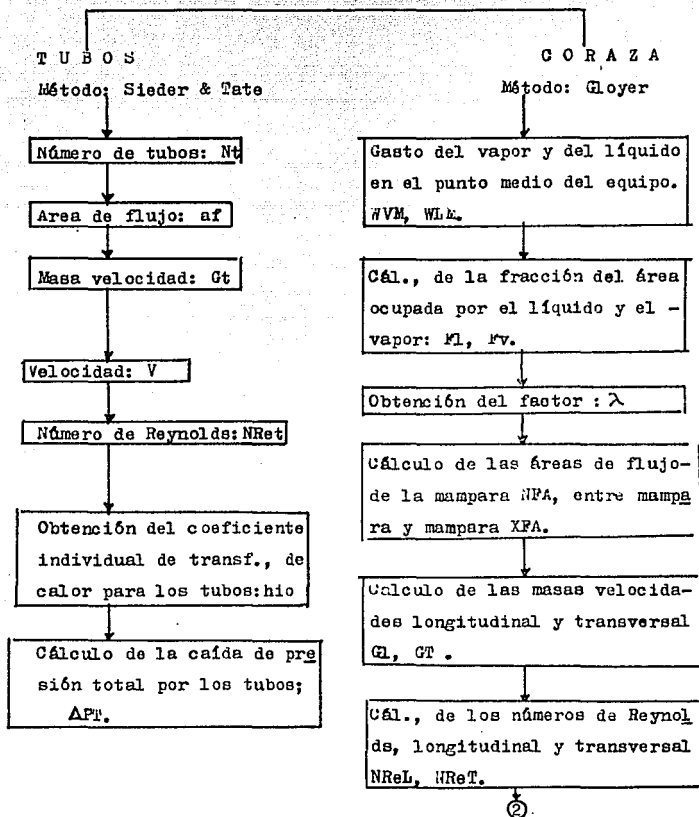 T U B O S
Método: Sieder & Tate
Número de tubos: Nt
Area de flujo: af
Masa velocidad: Gt
Velocidad: V
Número de Reynolds: NRet
Obtención del coeficiente
individual de transf., de
calor para los tubos:hio
Cálculo de la caída de pre
sión total por los tubos;
ΔPT.
C O R A Z A
Método: Gloyer
Gasto del vapor y del líquido
en el punto medio del equipo.
WVM, WLM.
Cál., de la fracción del área
ocupada por el líquido y el -
vapor: Fl, Fv.
Obtención del factor : λ
Cálculo de las áreas de flujo-
de la mampara NFA, entre mampa
ra y mampara XFA.
Calculo de las masas velocida-
des longitudinal y transversal
Gl, GT .
Cál., de los números de Reynol
ds, longitudinal y transversal
NReL, NReT.
2